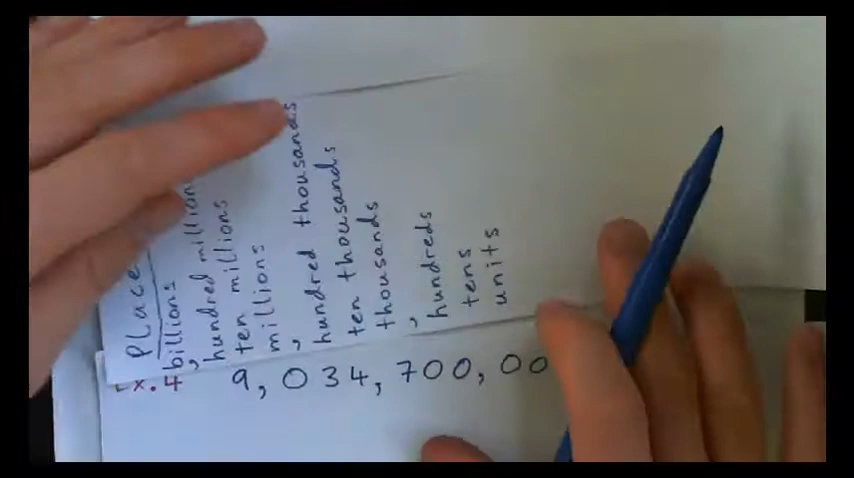 Place
billions
,
hundred millions
ten millions
millions
,
hundred thousands
ten thousands
thousands
,
hundreds
tens
units
Ex. 4
9,034,700,00